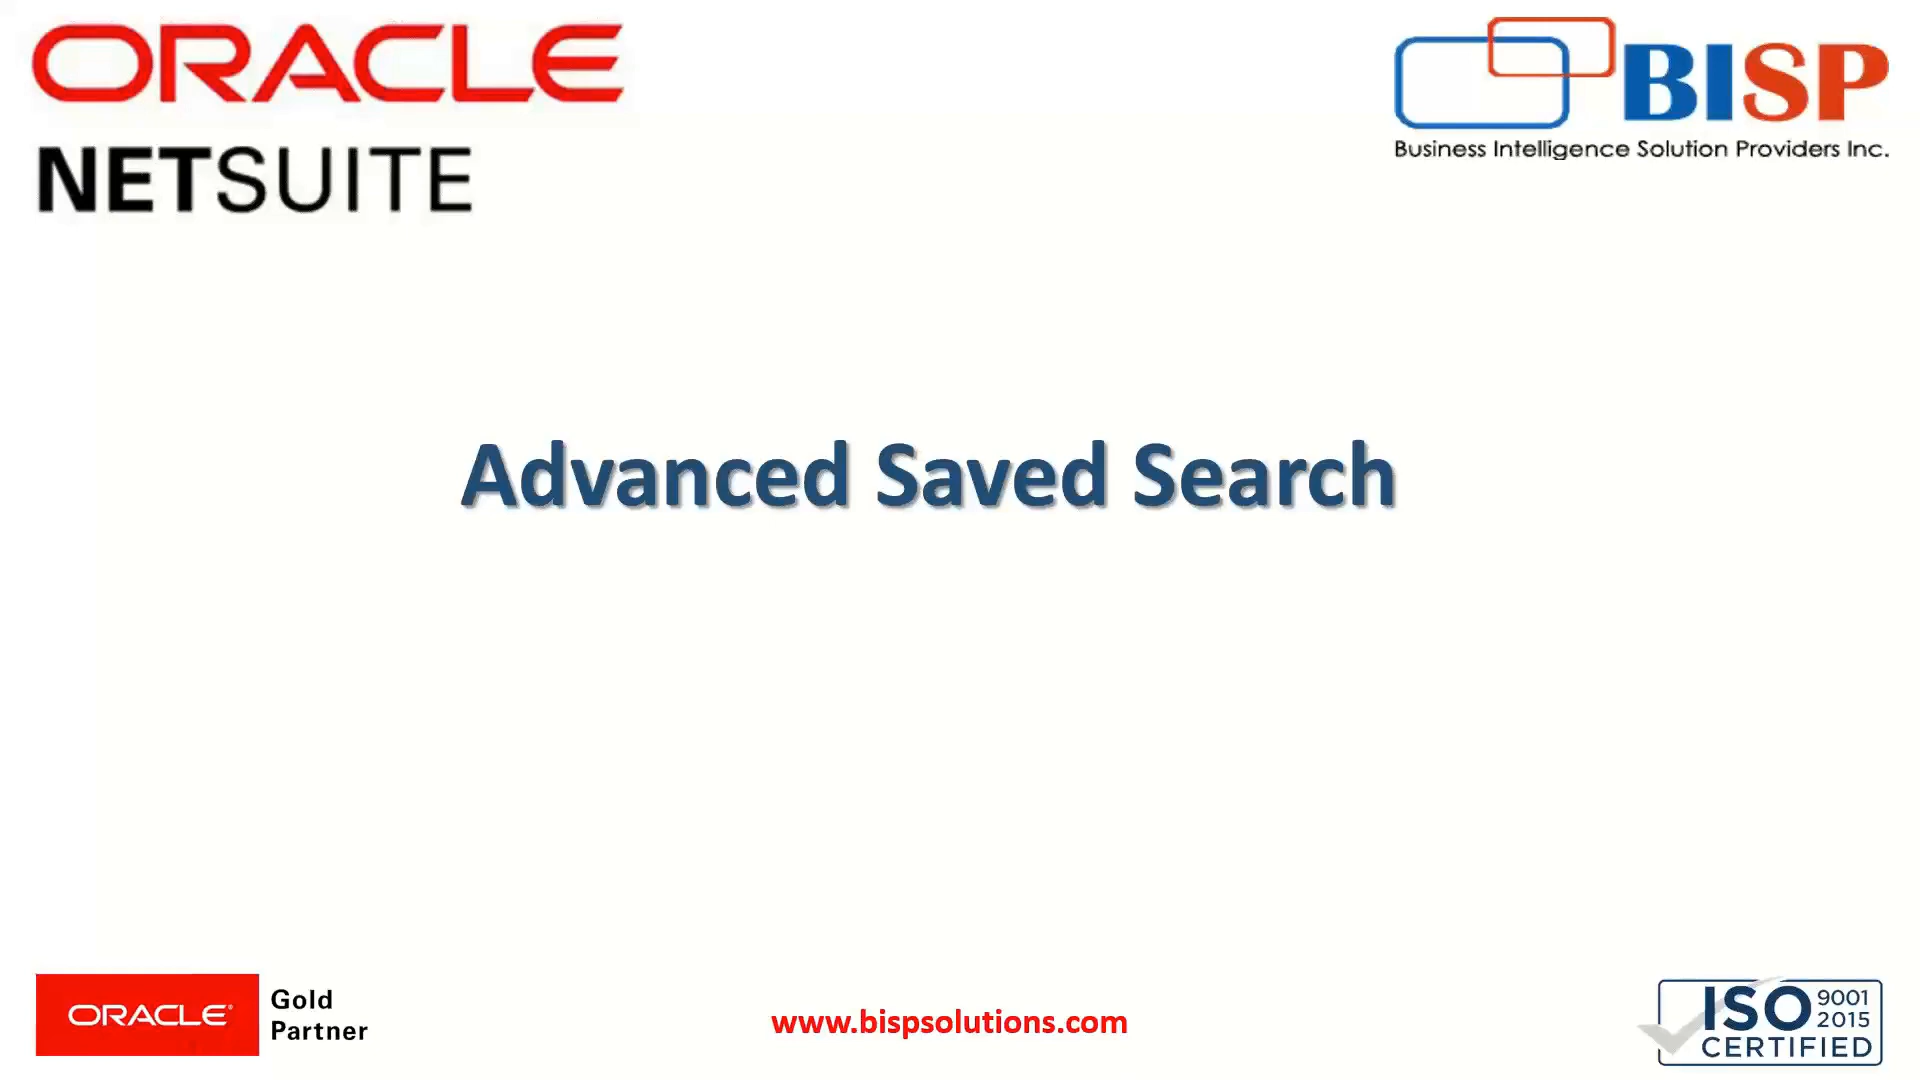 ORACLE
NETSUITE
BISP
Business Intelligence Solution Providers Inc.
Advanced Saved Search
ORACLE®
Gold
Partner
www.bispsolutions.com
ISO 9001
2015
CERTIFIED